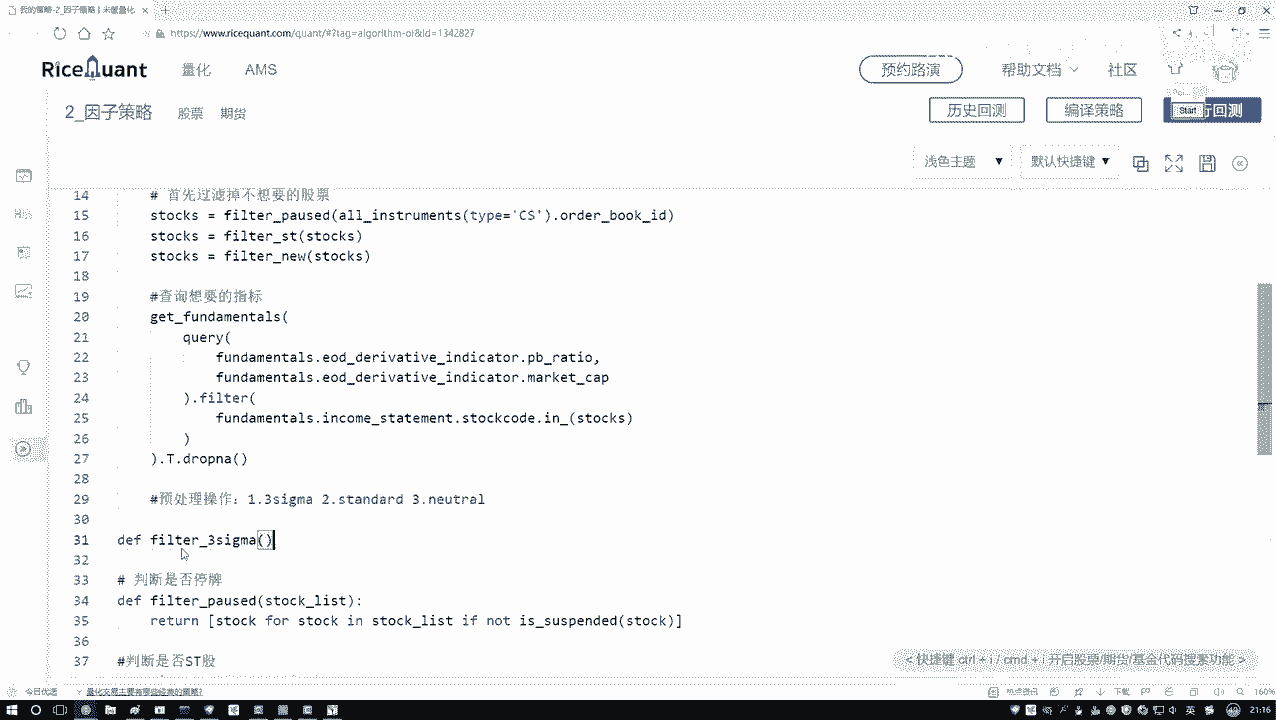 我的策略-2_因子策略 | 米筐量化
https://www.ricequant.com/quant/#?tag=algorithm-or&id=1342827
RiceQuant 量化 AMS 预约路演 帮助文档 社区
2_因子策略 股票 期货 历史回测 编译策略 Start 行回测
浅色主题 默认快捷键
14 # 首先过滤掉不想要的股票
15 stocks = filter_paused(all_instruments(type='CS').order_book_id)
16 stocks = filter_st(stocks)
17 stocks = filter_new(stocks)
18
19 #查询想要的指标
20 get_fundamentals(
21 query(
22 fundamentals.eod_derivative_indicator.pb_ratio,
23 fundamentals.eod_derivative_indicator.market_cap
24 ).filter(
25 fundamentals.income_statement.stockcode.in_(stocks)
26 )
27 ).T.dropna()
28
29 #预处理操作：1.3sigma 2.standard 3.neutral
30
31 def filter_3sigma()
32
33 # 判断是否停牌
34 def filter_paused(stock_list):
35 return [stock for stock in stock_list if not is_suspended(stock)]
36
37 #判断是否ST股
< 快捷键 ctrl + i / cmd + i 开启股票/期货/基金代码搜索功能 >
今日优选 量化交易主要有哪些经典的策略? 热点资讯 下载 160%
英 21:16